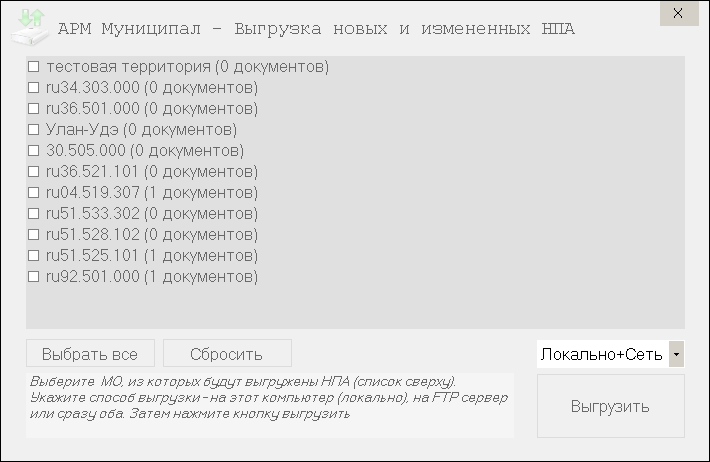 АРМ Муниципал - Выгрузка новых и измененных НПА
X
тестовая территория (0 документов)
ru34.303.000 (0 документов)
ru36.501.000 (0 документов)
Улан-Удэ (0 документов)
30.505.000 (0 документов)
ru36.521.101 (0 документов)
ru04.519.307 (1 документов)
ru51.533.302 (0 документов)
ru51.528.102 (0 документов)
ru51.525.101 (1 документов)
ru92.501.000 (1 документов)
Выбрать все
Сбросить
Локально+Сеть
Выберите МО, из которых будут выгружены НПА (список сверху).
Укажите способ выгрузки - на этот компьютер (локально), на FTP сервер
или сразу оба. Затем нажмите кнопку выгрузить
Выгрузить